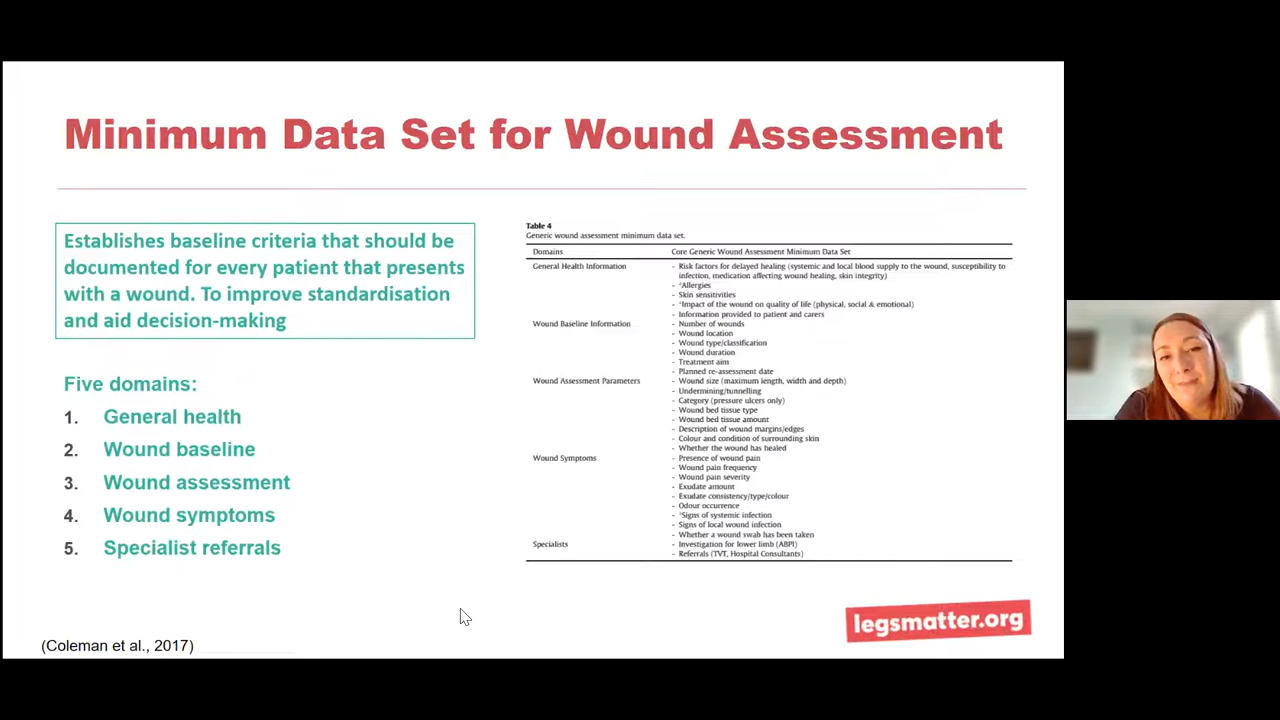 Minimum Data Set for Wound Assessment
Establishes baseline criteria that should be
documented for every patient that presents
with a wound. To improve standardisation
and aid decision-making
Five domains:
1. General health
2. Wound baseline
3. Wound assessment
4. Wound symptoms
5. Specialist referrals
(Coleman et al., 2017)
Table 4
Generic wound assessment minimum data set.
Domains Core Generic Wound Assessment Minimum Data Set
General Health Information - Risk factors for delayed healing (systemic and local blood supply to the wound, susceptibility to
infection, medication affecting wound healing, skin integrity)
- ᵃAllergies
- Skin sensitivities
- ᵃImpact of the wound on quality of life (physical, social & emotional)
- Information provided to patient and carers
Wound Baseline Information - Number of wounds
- Wound location
- Wound type/classification
- Wound duration
- Treatment aim
- Planned re-assessment date
Wound Assessment Parameters - Wound size (maximum length, width and depth)
- Undermining/tunnelling
- Category (pressure ulcers only)
- Wound bed tissue type
- Wound bed tissue amount
- Description of wound margins/edges
- Colour and condition of surrounding skin
- Whether the wound has healed
Wound Symptoms - Presence of wound pain
- Wound pain frequency
- Wound pain severity
- Exudate amount
- Exudate consistency/type/colour
- Odour occurrence
- ᵃSigns of systemic infection
- Signs of local wound infection
- Whether a wound swab has been taken
Specialists - Investigation for lower limb (ABPI)
- Referrals (TVT, Hospital Consultants)
legsmatter.org